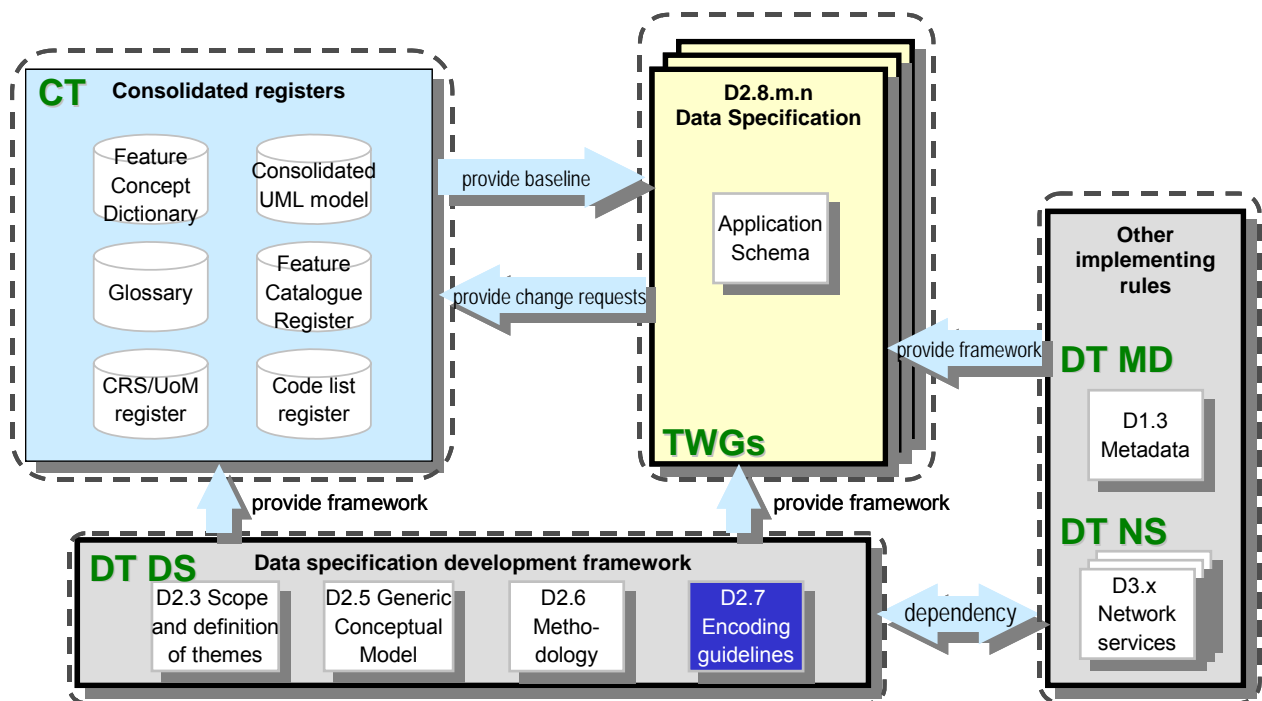 CT
Consolidated registers
Feature
Concept
Dictionary
Consolidated
UML model
Glossary
Feature
Catalogue
Register
CRS/UoM
register
Code list
register
provide baseline
provide change requests
D2.8.m.n
Data Specification
Application
Schema
TWGs
provide framework
Other
implementing
rules
DT MD
D1.3
Metadata
DT NS
D3.x
Network
services
provide framework
provide framework
DT DS
Data specification development framework
D2.3 Scope
and definition
of themes
D2.5 Generic
Conceptual
Model
D2.6
Metho-
dology
D2.7
Encoding
guidelines
dependency